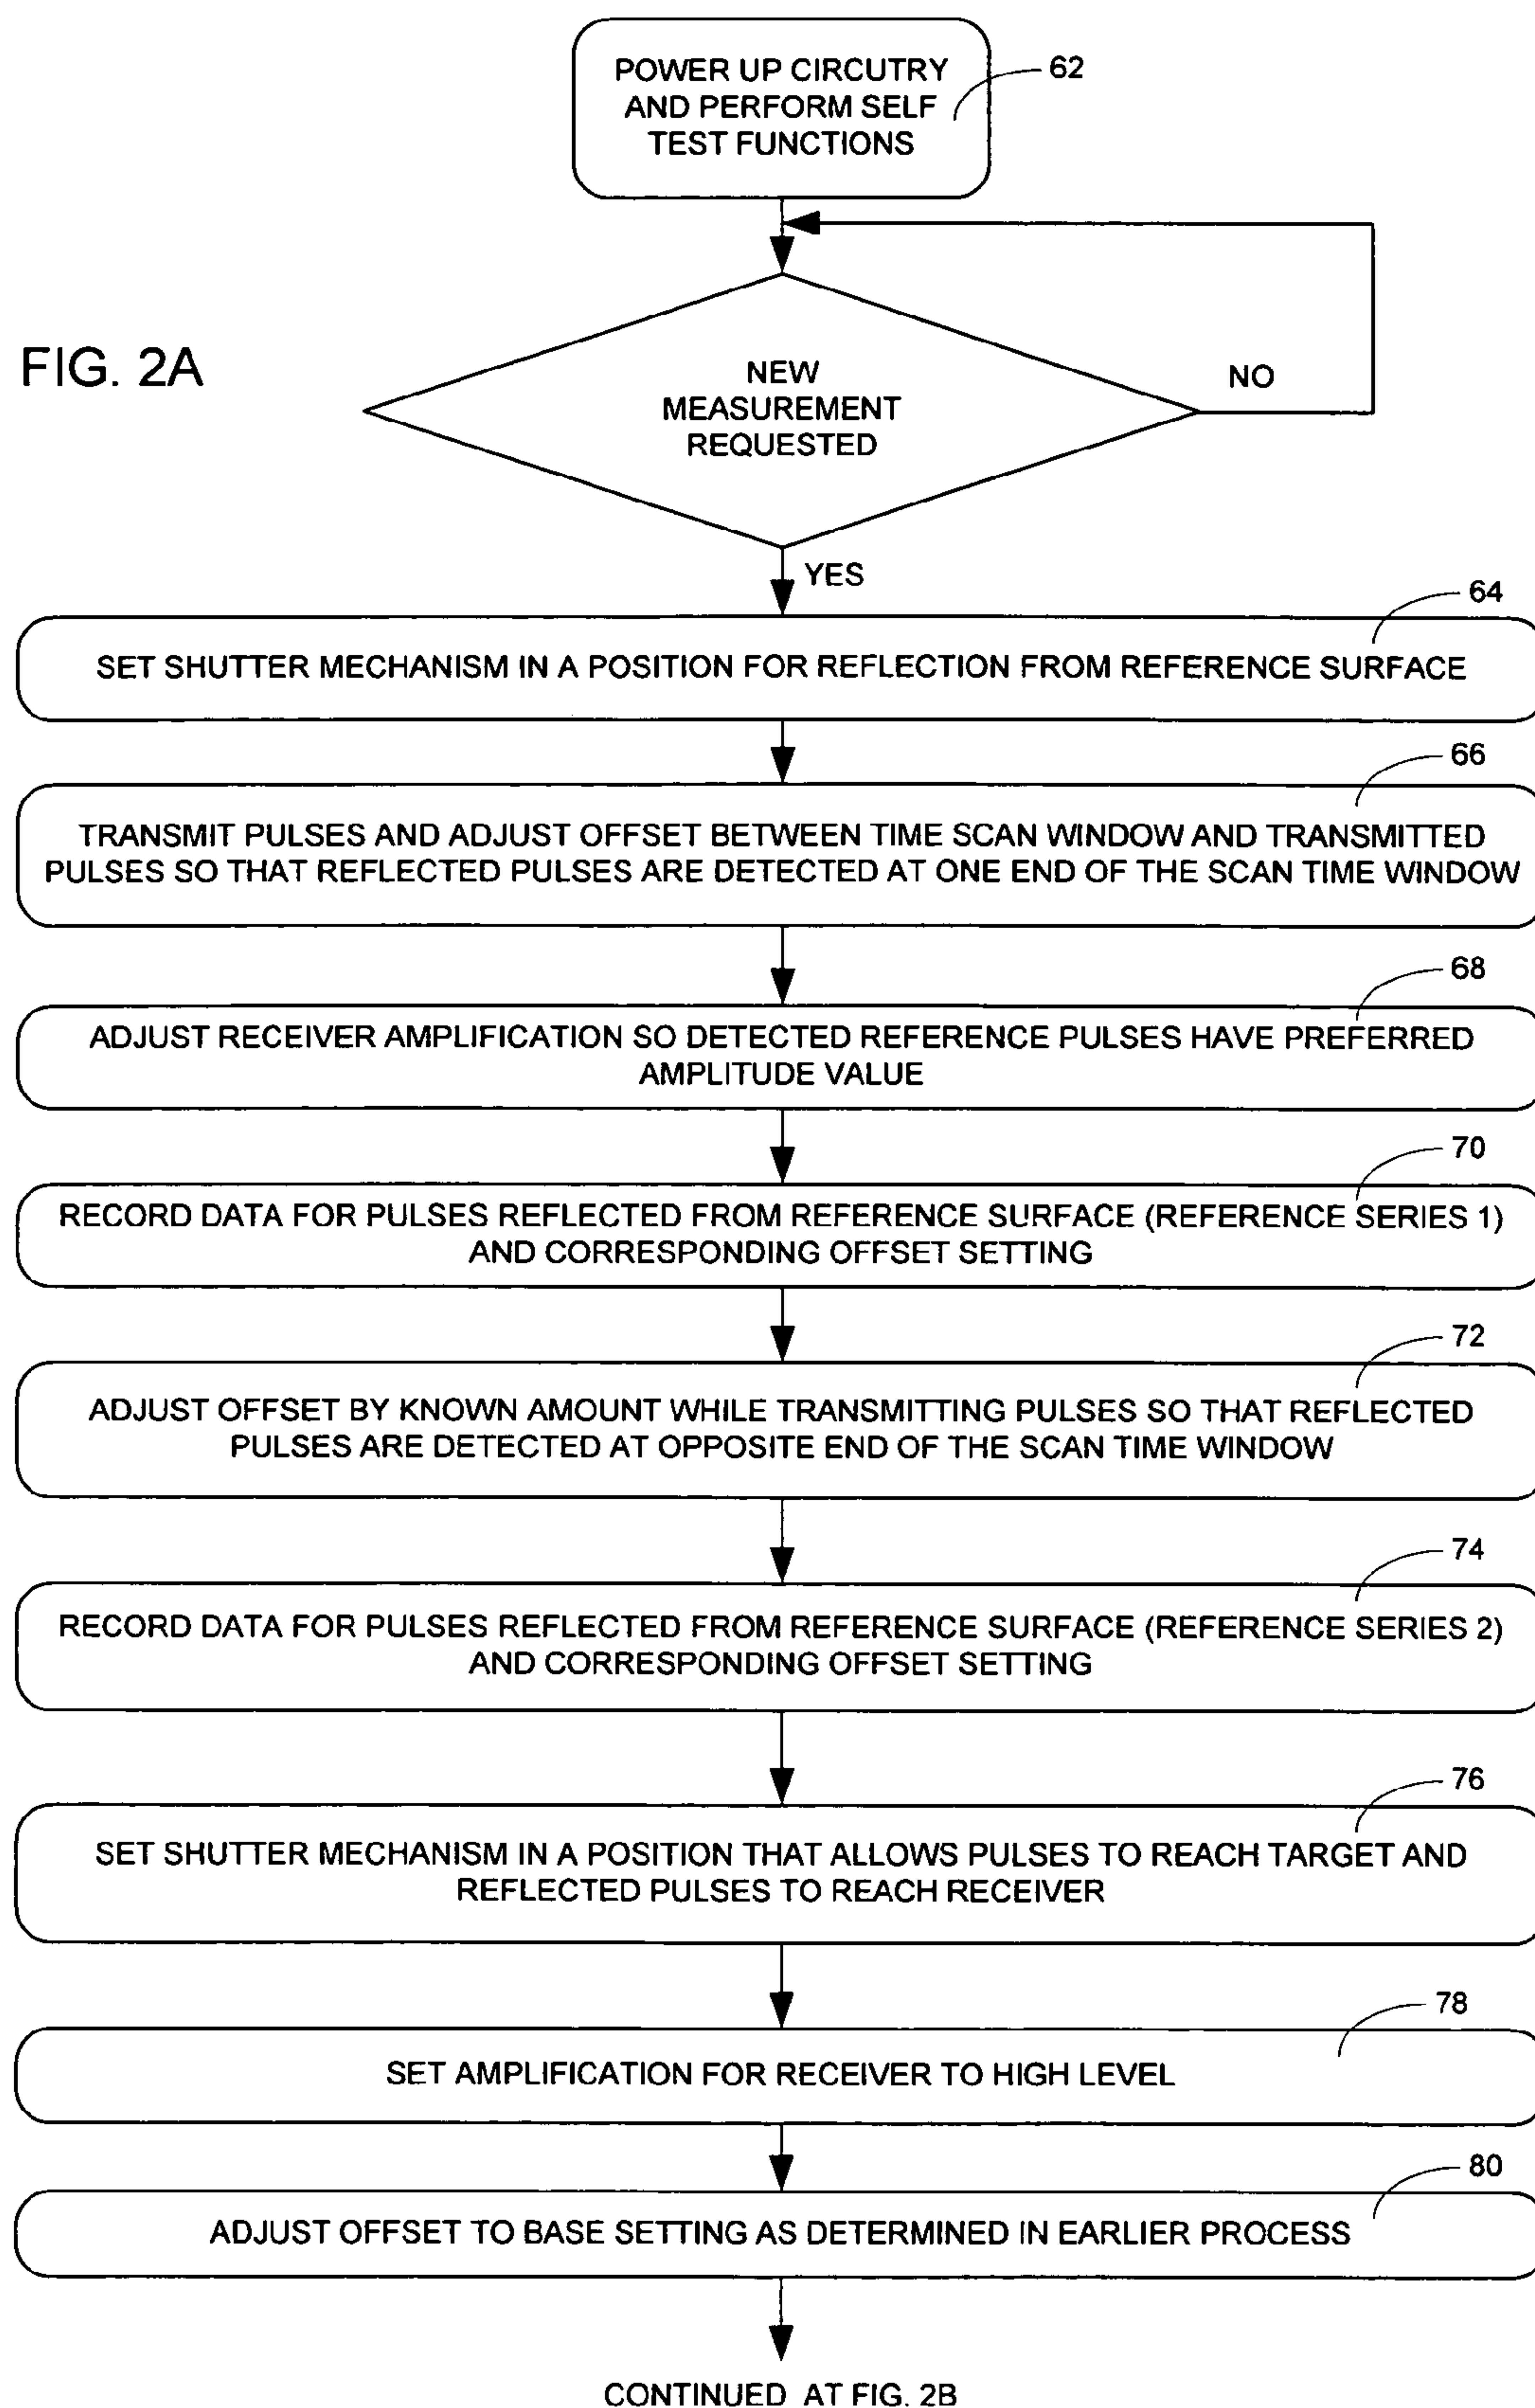 POWER UP CIRCUTRY
AND PERFORM SELF
TEST FUNCTIONS
62
FIG. 2A
NEW
MEASUREMENT
REQUESTED
NO
YES
64
SET SHUTTER MECHANISM IN A POSITION FOR REFLECTION FROM REFERENCE SURFACE
66
TRANSMIT PULSES AND ADJUST OFFSET BETWEEN TIME SCAN WINDOW AND TRANSMITTED
PULSES SO THAT REFLECTED PULSES ARE DETECTED AT ONE END OF THE SCAN TIME WINDOW
68
ADJUST RECEIVER AMPLIFICATION SO DETECTED REFERENCE PULSES HAVE PREFERRED
AMPLITUDE VALUE
70
RECORD DATA FOR PULSES REFLECTED FROM REFERENCE SURFACE (REFERENCE SERIES 1)
AND CORRESPONDING OFFSET SETTING
72
ADJUST OFFSET BY KNOWN AMOUNT WHILE TRANSMITTING PULSES SO THAT REFLECTED
PULSES ARE DETECTED AT OPPOSITE END OF THE SCAN TIME WINDOW
74
RECORD DATA FOR PULSES REFLECTED FROM REFERENCE SURFACE (REFERENCE SERIES 2)
AND CORRESPONDING OFFSET SETTING
76
SET SHUTTER MECHANISM IN A POSITION THAT ALLOWS PULSES TO REACH TARGET AND
REFLECTED PULSES TO REACH RECEIVER
78
SET AMPLIFICATION FOR RECEIVER TO HIGH LEVEL
80
ADJUST OFFSET TO BASE SETTING AS DETERMINED IN EARLIER PROCESS
CONTINUED AT FIG. 2B